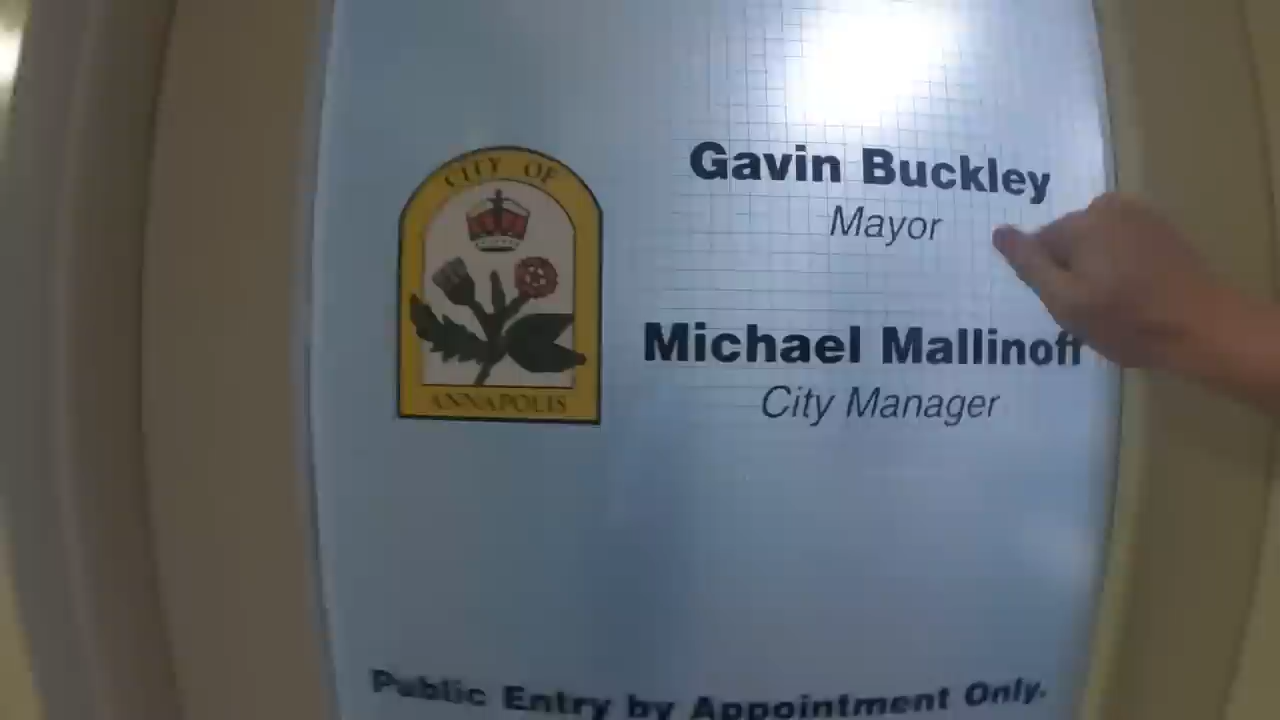 CITY OF
ANNAPOLIS
Gavin Buckley
Mayor
Michael Mallinoff
City Manager
Public Entry by Appointment Only.